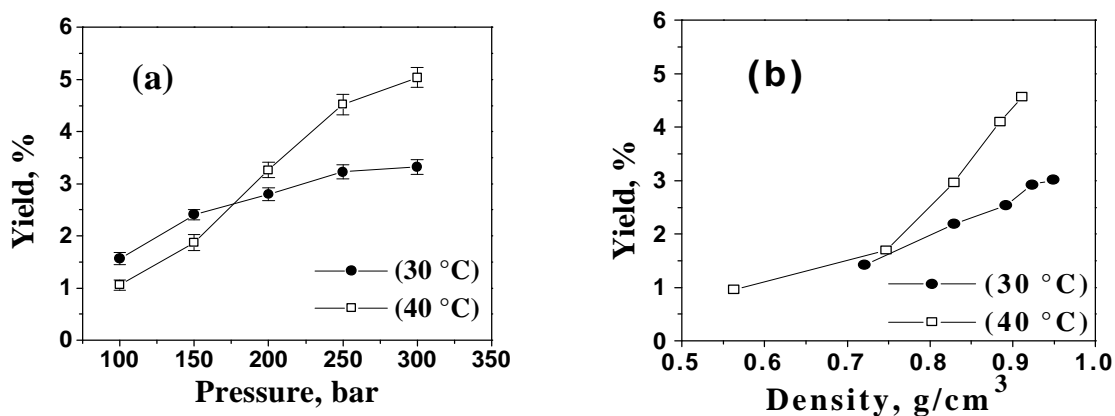 6
5
4
3
2
1
0
Yield, %
(a)
(30 °C)
(40 °C)
100 150 200 250 300 350
Pressure, bar
6
5
4
3
2
1
0
Yield, %
(b)
(30 °C)
(40 °C)
0.5 0.6 0.7 0.8 0.9 1.0
Density, g/cm³